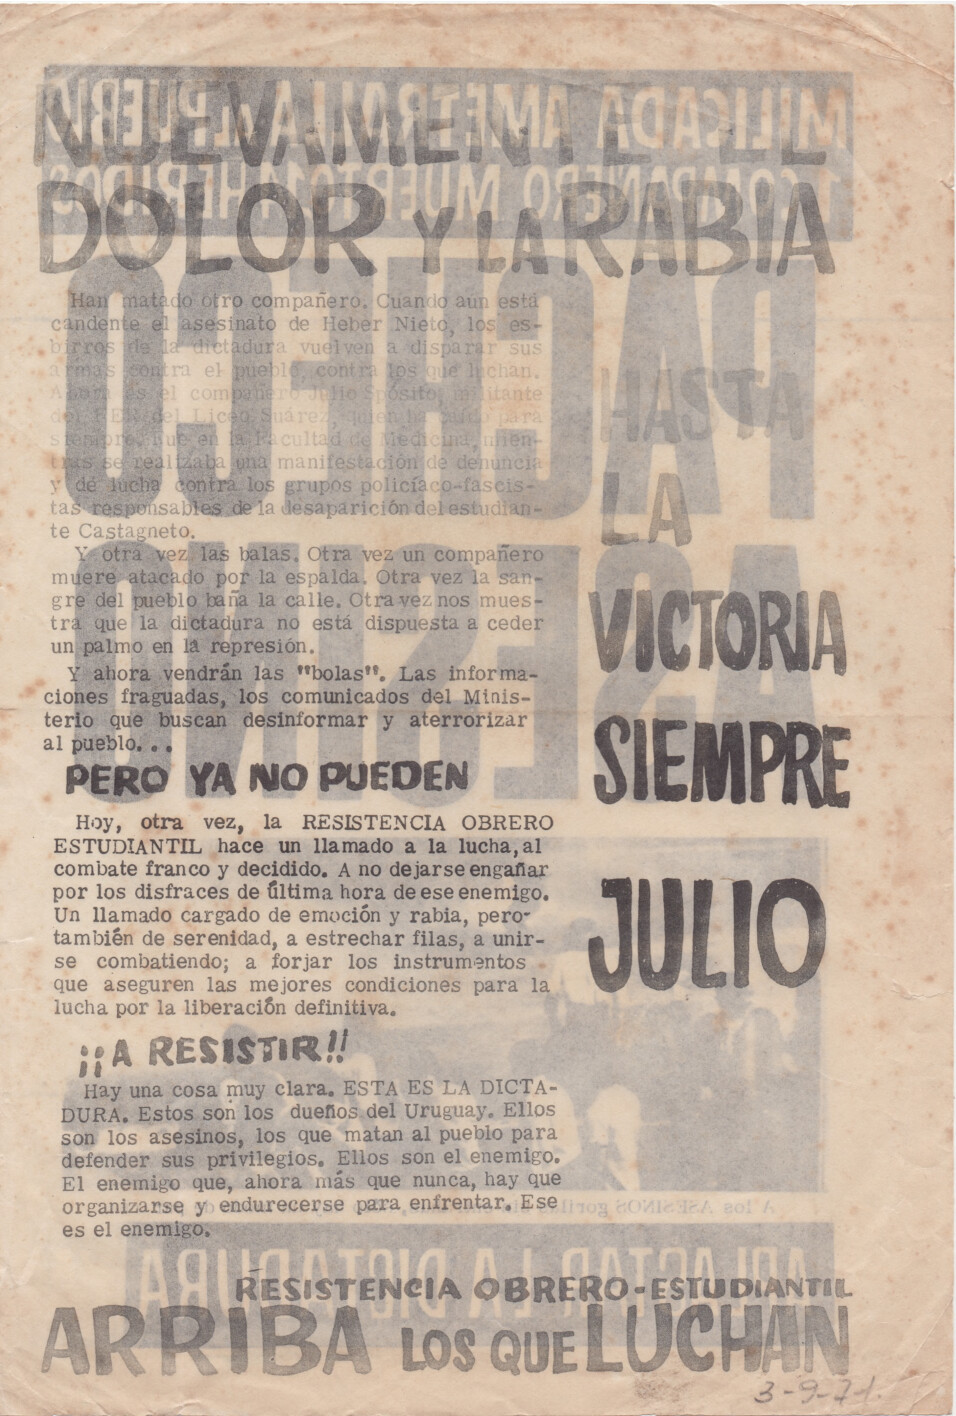 NUEVAMENTE EL
DOLOR Y LA RABIA
Han matado otro compañero. Cuando aún está
candente el asesinato de Heber Nieto, los es-
birros de la dictadura vuelven a disparar sus
armas contra el pueblo, contra los que luchan.
Ahora es el compañero Julio Spósito, militante
del FER del Liceo Suárez, quien ha caído para
siempre. Fue en la Facultad de Medicina, mien-
tras se realizaba una manifestación de denuncia
y de lucha contra los grupos policíaco-fascis-
tas responsables de la desaparición del estudian-
te Castagneto.
Y otra vez las balas. Otra vez un compañero
muere atacado por la espalda. Otra vez la san-
gre del pueblo baña la calle. Otra vez nos mues-
tra que la dictadura no está dispuesta a ceder
un palmo en la represión.
Y ahora vendrán las "bolas". Las informa-
ciones fraguadas, los comunicados del Minis-
terio que buscan desinformar y aterrorizar
al pueblo...
PERO YA NO PUEDEN
Hoy, otra vez, la RESISTENCIA OBRERO
ESTUDIANTIL hace un llamado a la lucha, al
combate franco y decidido. A no dejarse engañar
por los disfraces de última hora de ese enemigo.
Un llamado cargado de emoción y rabia, pero-
también de serenidad, a estrechar filas, a unir-
se combatiendo; a forjar los instrumentos
que aseguren las mejores condiciones para la
lucha por la liberación definitiva.
¡¡A RESISTIR!!
Hay una cosa muy clara. ESTA ES LA DICTA-
DURA. Estos son los dueños del Uruguay. Ellos
son los asesinos, los que matan al pueblo para
defender sus privilegios. Ellos son el enemigo.
El enemigo que, ahora más que nunca, hay que
organizarse y endurecerse para enfrentar. Ese
es el enemigo.
HASTA
LA
VICTORIA
SIEMPRE
JULIO
RESISTENCIA OBRERO-ESTUDIANTIL
ARRIBA LOS QUE LUCHAN
3-9-71.